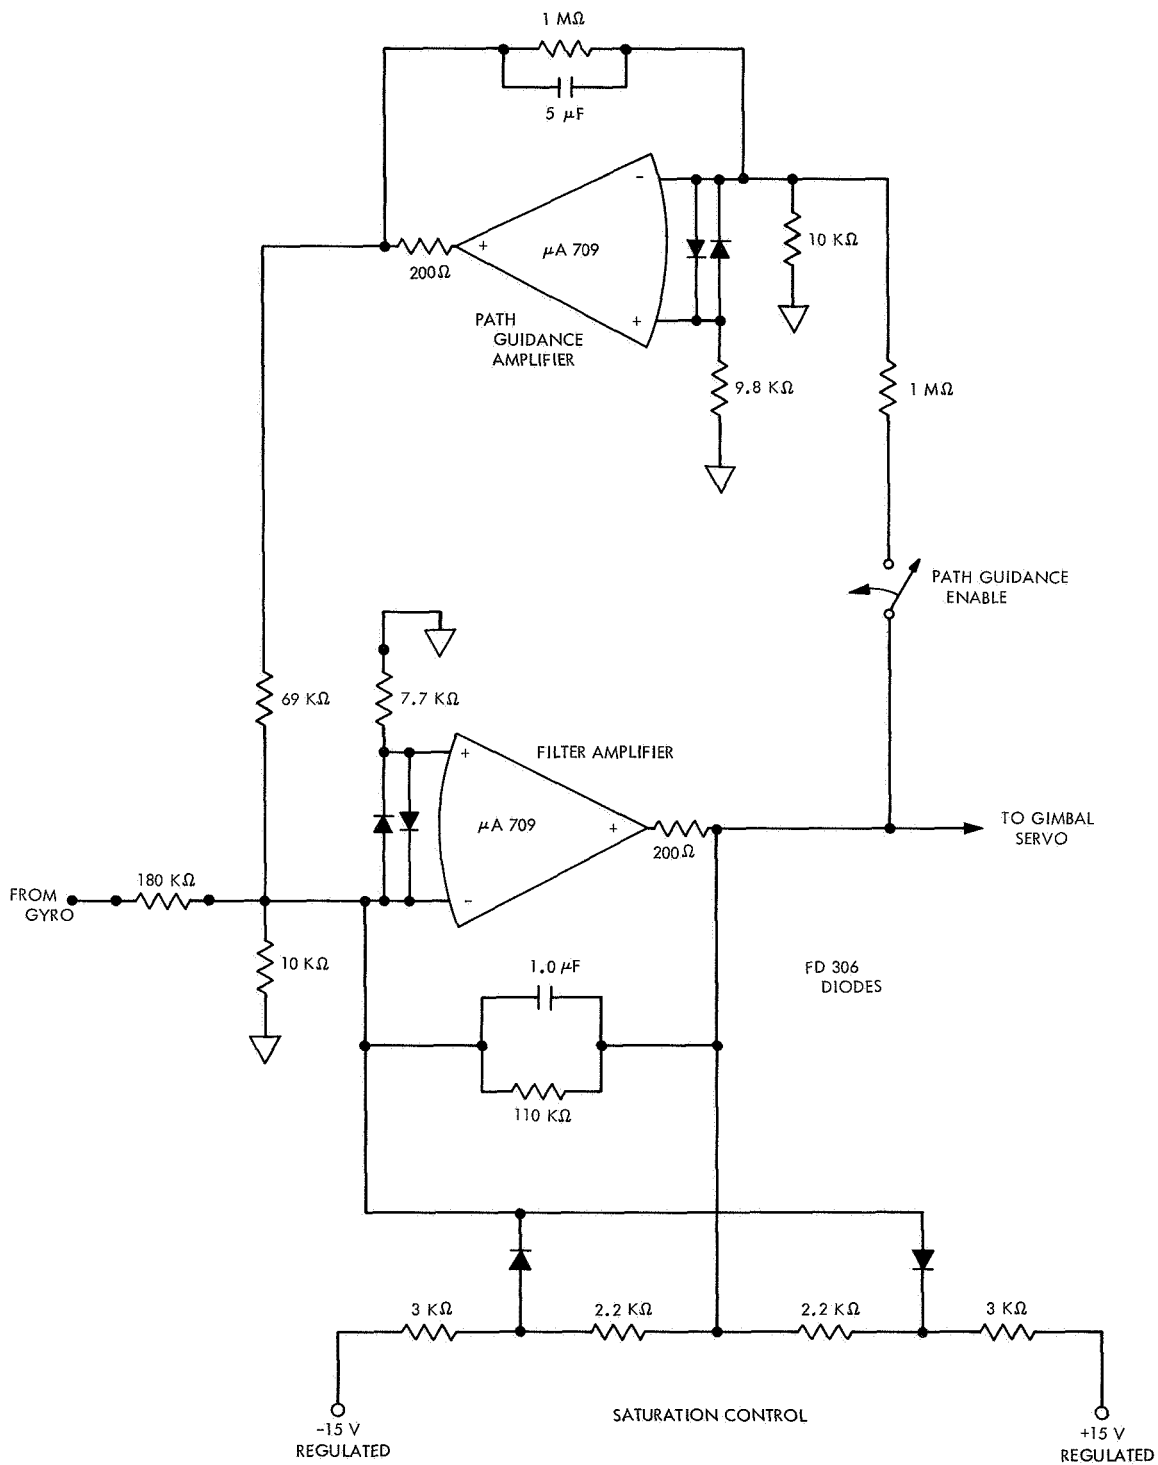 1 MΩ
5 μF
-
+
μA 709
+
200Ω
10 KΩ
PATH
GUIDANCE
AMPLIFIER
9.8 KΩ
1 MΩ
PATH GUIDANCE
ENABLE
69 KΩ
7.7 KΩ
FILTER AMPLIFIER
+
μA 709
+
-
200Ω
TO GIMBAL
SERVO
FROM
GYRO
180 KΩ
10 KΩ
1.0 μF
FD 306
DIODES
110 KΩ
3 KΩ
2.2 KΩ
2.2 KΩ
3 KΩ
-15 V
REGULATED
SATURATION CONTROL
+15 V
REGULATED